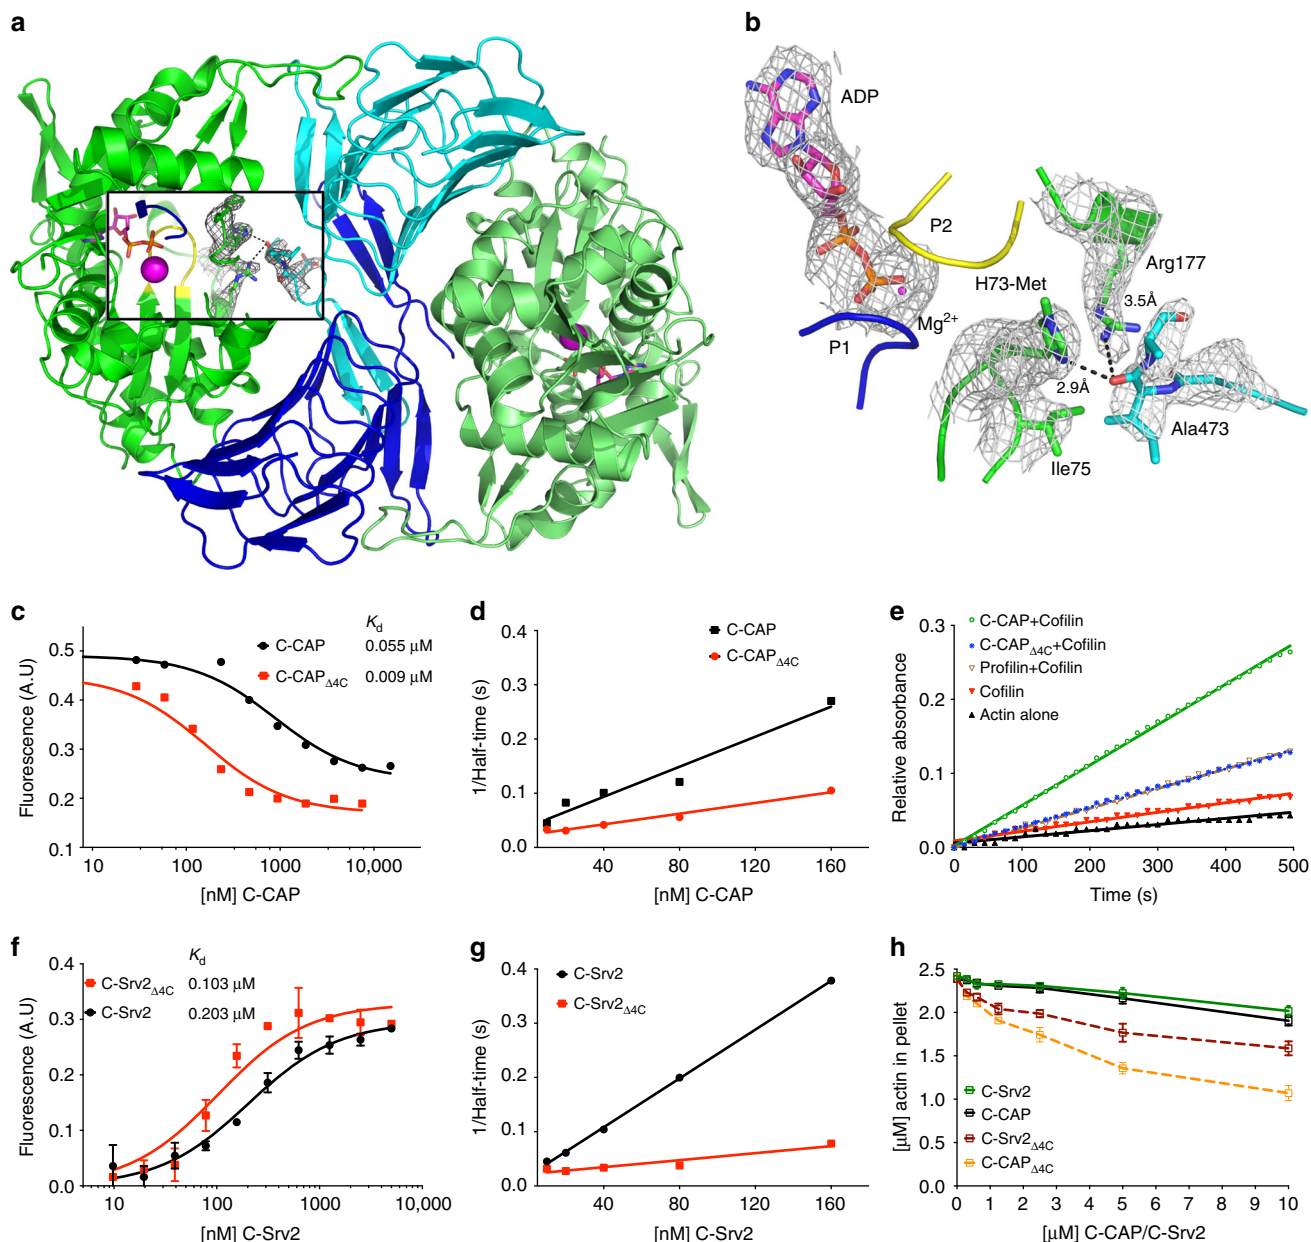 a
b
ADP
P2
Arg177
H73-Met
3.5Å
Mg2+
P1
2.9Å
Ala473
Ile75
c
Kd
C-CAP 0.055 µM
C-CAPΔ4C 0.009 µM
0.5
0.4
0.3
0.2
0.1
Fluorescence (A.U)
10 100 1000 10,000
[nM] C-CAP
d
C-CAP
C-CAPΔ4C
0.4
0.3
0.2
0.1
0.0
1/Half-time (s)
40 80 120 160
[nM] C-CAP
e
C-CAP+Cofilin
C-CAPΔ4C+Cofilin
Profilin+Cofilin
Cofilin
Actin alone
0.3
0.2
0.1
0.0
Relative absorbance
0 100 200 300 400 500
Time (s)
f
Kd
C-Srv2Δ4C 0.103 µM
C-Srv2 0.203 µM
0.4
0.3
0.2
0.1
0.0
Fluorescence (A.U)
10 100 1000 10,000
[nM] C-Srv2
g
C-Srv2
C-Srv2Δ4C
0.4
0.3
0.2
0.1
0.0
1/Half-time (s)
40 80 120 160
[nM] C-Srv2
h
2.5
2.0
1.5
1.0
0.5
0.0
[µM] actin in pellet
C-Srv2
C-CAP
C-Srv2Δ4C
C-CAPΔ4C
0 1 2 3 4 5 6 7 8 9 10
[µM] C-CAP/C-Srv2